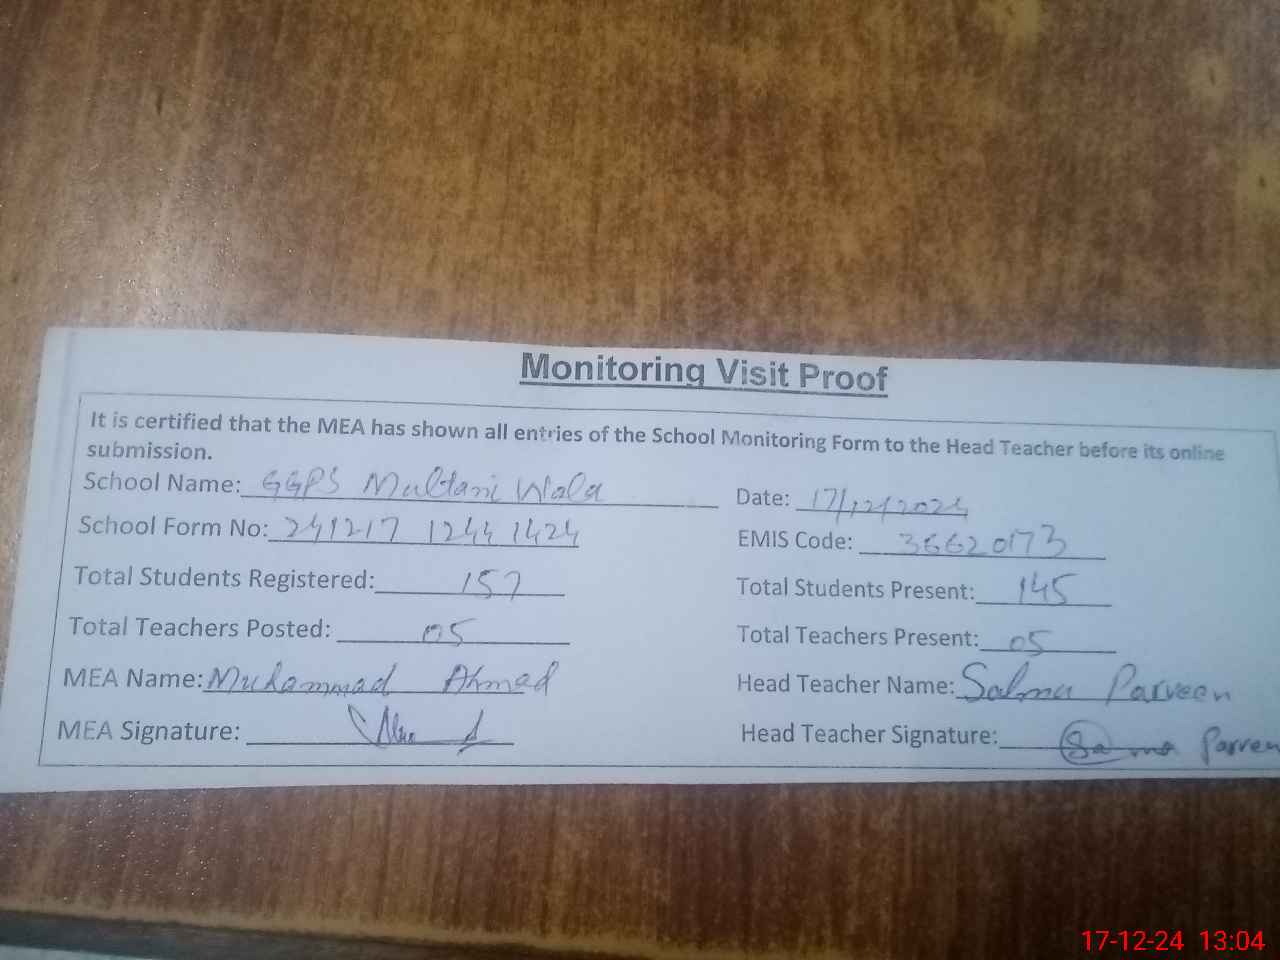 Monitoring Visit Proof
It is certified that the MEA has shown all entries of the School Monitoring Form to the Head Teacher before its online
submission.
School Name: GGPS Multani Wala
Date: 17/12/2024
School Form No: 241217 1244 1424
EMIS Code: 36620173
Total Students Registered: 157
Total Students Present: 145
Total Teachers Posted: 05
Total Teachers Present: 05
MEA Name: Muhammad Ahmad
Head Teacher Name: Salma Parveen
MEA Signature:
Head Teacher Signature: Parveen
17-12-24 13:04